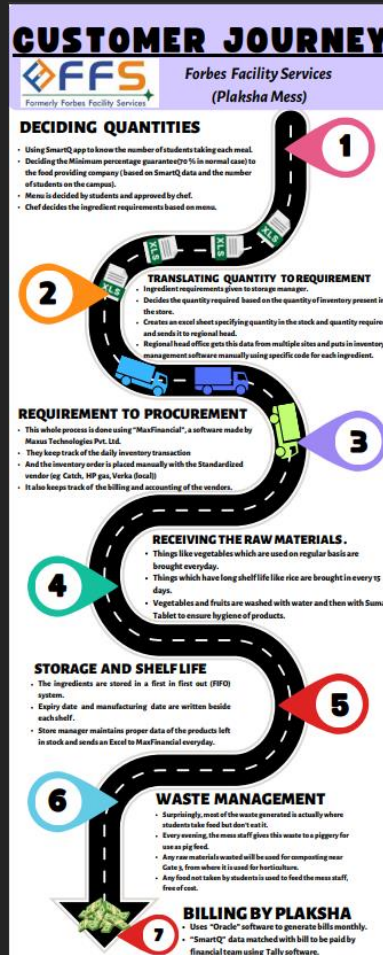 CUSTOMER JOURNEY
EFFS
Formerly Forbes Facility Services
Forbes Facility Services
(Plaksha Mess)
DECIDING QUANTITIES
1
• Using SmartQ app to know the number of students taking each meal.
• Deciding the Minimum percentage guarantee(70 % in normal case) to
the food providing company ( based on SmartQ data and the number
of students on the campus).
• Menu is decided by students and approved by chef.
• Chef decides the ingredient requirements based on menu.
XLS
XLS
XLS
XLS
2
TRANSLATING QUANTITY TO REQUIREMENT
• Ingredient requirements given to storage manager.
• Decides the quantity required based on the quantity of inventory present in
the store.
• Creates an excel sheet specifying quantity in the stock and quantity require
and sends it to regional head.
• Regional head office gets this data from multiple sites and puts in inventory
management software manually using specific code for each ingredient.
REQUIREMENT TO PROCUREMENT
3
• This whole process is done using "MaxFinancial", a software made by
Maxus Technologies Pvt. Ltd.
• They keep track of the daily inventory transaction
• And the inventory order is placed manually with the Standardized
vendor (eg Catch, HP gas, Verka (local))
• It also keeps track of the billing and accounting of the vendors.
4
RECEIVING THE RAW MATERIALS.
• Things like vegetables which are used on regular basis are
brought everyday.
• Things which have long shelf life like rice are brought in every 15
days.
• Vegetables and fruits are washed with water and then with Suma
Tablet to ensure hygiene of products.
STORAGE AND SHELF LIFE
5
• The ingredients are stored in a first in first out (FIFO)
system.
• Expiry date and manufacturing date are written beside
each shelf.
• Store manager maintains proper data of the products left
in stock and sends an Excel to MaxFinancial everyday.
6
WASTE MANAGEMENT
• Surprisingly, most of the waste generated is actually where
students take food but don't eat it.
• Every evening, the mess staff gives this waste to a piggery for
use as pig feed.
• Any raw materials wasted will be used for composting near
Gate 3, from where it is used for horticulture.
• Any food not taken by students is used to feed the mess staff,
free of cost.
7
BILLING BY PLAKSHA
• Uses "Oracle" software to generate bills monthly.
• "SmartQ" data matched with bill to be paid by
financial team using Tally software.